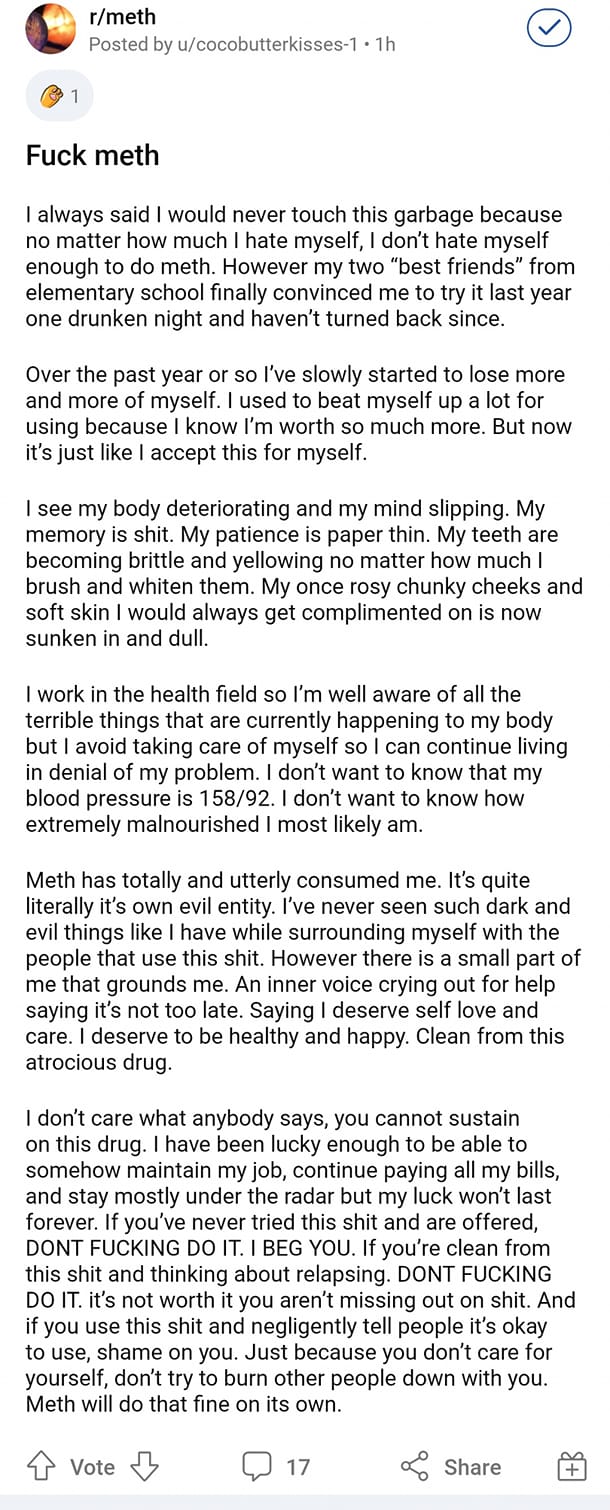 r/meth
Posted by u/cocobutterkisses-1 • 1h
1
Fuck meth
I always said I would never touch this garbage because
no matter how much I hate myself, I don’t hate myself
enough to do meth. However my two “best friends” from
elementary school finally convinced me to try it last year
one drunken night and haven’t turned back since.
Over the past year or so I’ve slowly started to lose more
and more of myself. I used to beat myself up a lot for
using because I know I’m worth so much more. But now
it’s just like I accept this for myself.
I see my body deteriorating and my mind slipping. My
memory is shit. My patience is paper thin. My teeth are
becoming brittle and yellowing no matter how much I
brush and whiten them. My once rosy chunky cheeks and
soft skin I would always get complimented on is now
sunken in and dull.
I work in the health field so I’m well aware of all the
terrible things that are currently happening to my body
but I avoid taking care of myself so I can continue living
in denial of my problem. I don’t want to know that my
blood pressure is 158/92. I don’t want to know how
extremely malnourished I most likely am.
Meth has totally and utterly consumed me. It’s quite
literally it’s own evil entity. I’ve never seen such dark and
evil things like I have while surrounding myself with the
people that use this shit. However there is a small part of
me that grounds me. An inner voice crying out for help
saying it’s not too late. Saying I deserve self love and
care. I deserve to be healthy and happy. Clean from this
atrocious drug.
I don’t care what anybody says, you cannot sustain
on this drug. I have been lucky enough to be able to
somehow maintain my job, continue paying all my bills,
and stay mostly under the radar but my luck won’t last
forever. If you’ve never tried this shit and are offered,
DONT FUCKING DO IT. I BEG YOU. If you’re clean from
this shit and thinking about relapsing. DONT FUCKING
DO IT. it’s not worth it you aren’t missing out on shit. And
if you use this shit and negligently tell people it’s okay
to use, shame on you. Just because you don’t care for
yourself, don’t try to burn other people down with you.
Meth will do that fine on its own.
Vote 17 Share